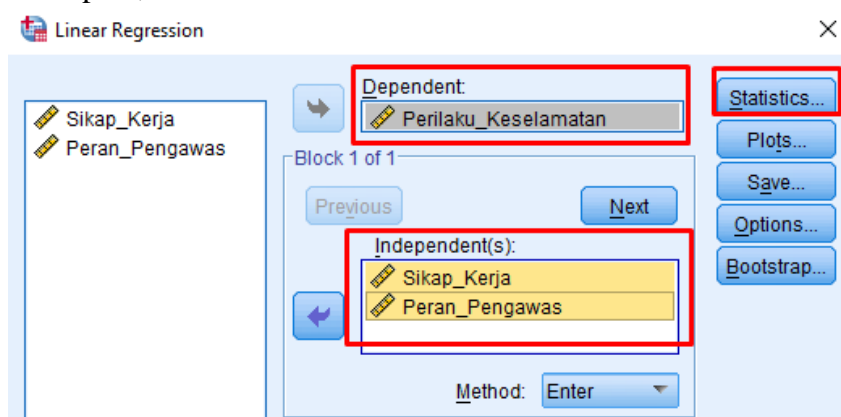 Linear Regression
Sikap_Kerja
Peran_Pengawas
Dependent:
Perilaku_Keselamatan
Block 1 of 1
Previous
Next
Independent(s):
Sikap_Kerja
Peran_Pengawas
Method: Enter
Statistics...
Plots...
Save...
Options...
Bootstrap...